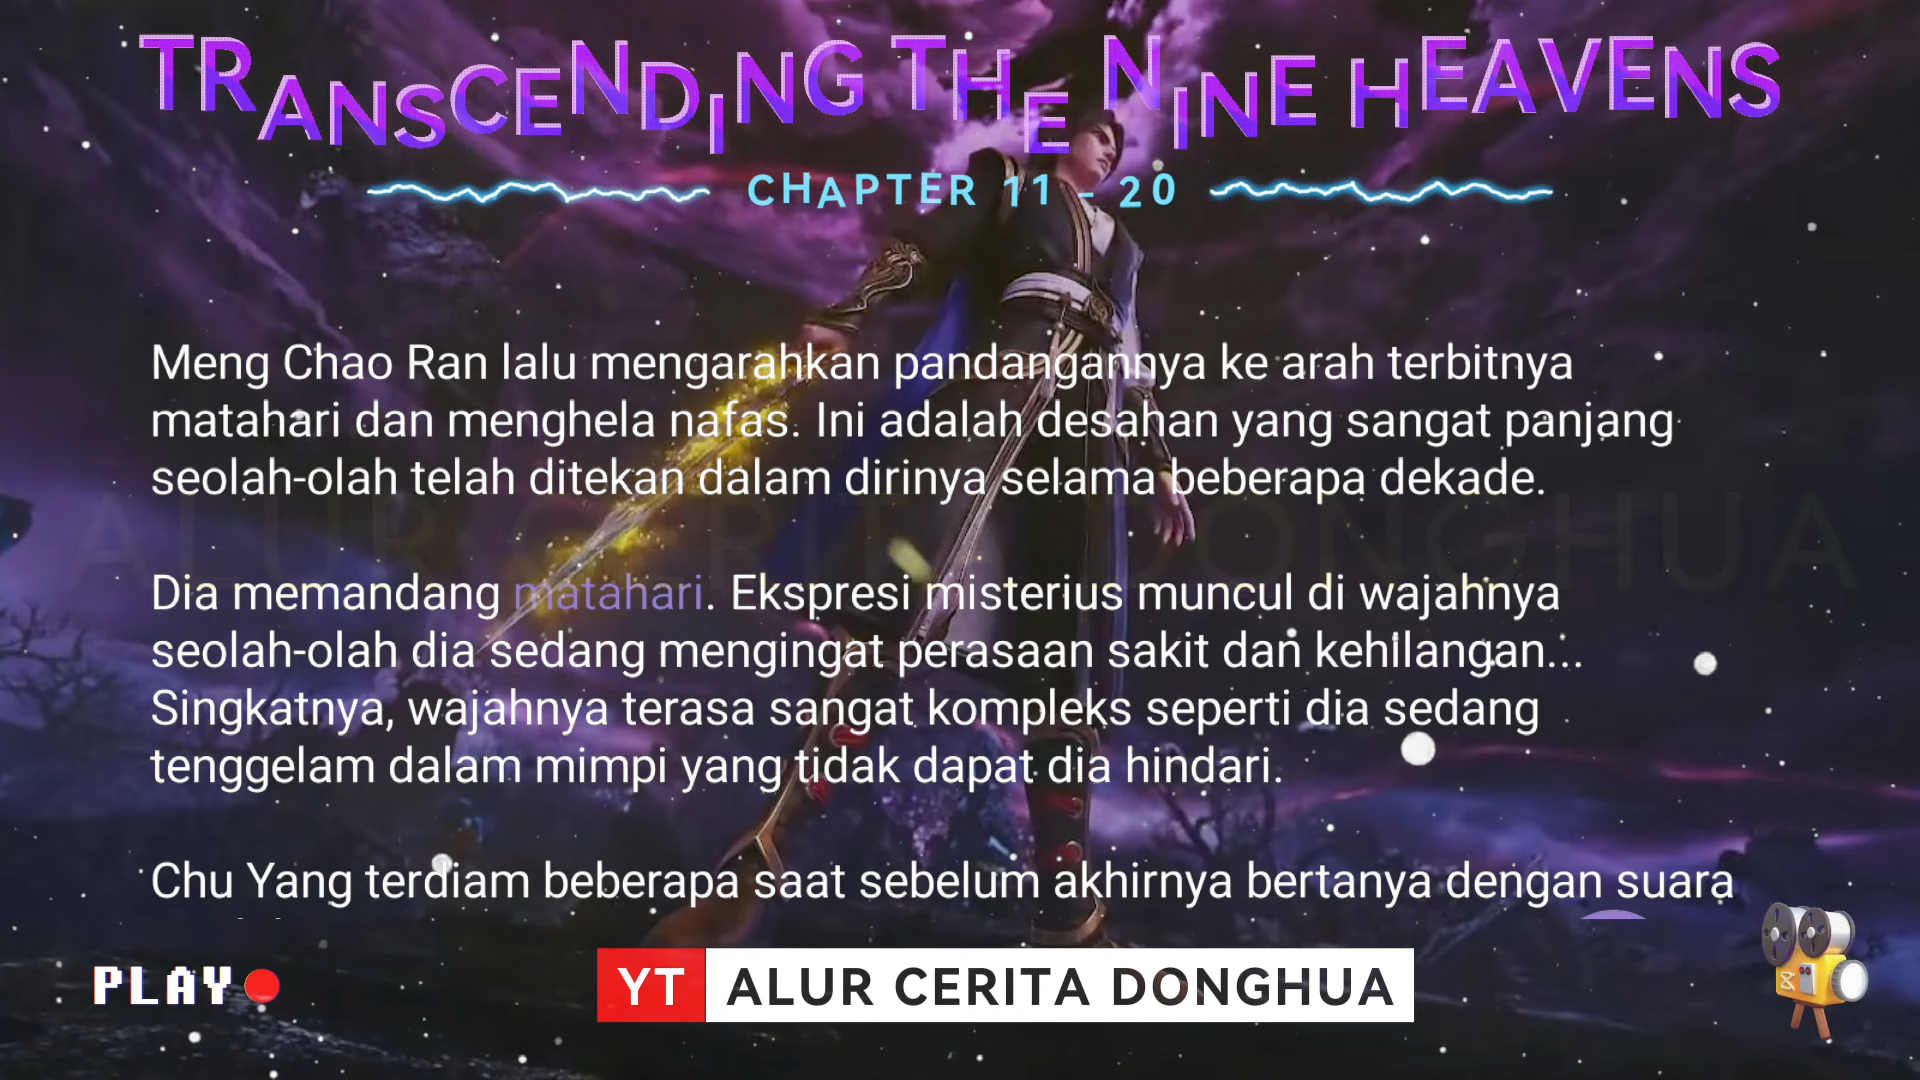 TRANSCENDING THE NINE HEAVENS
CHAPTER 11 - 20
Meng Chao Ran lalu mengarahkan pandangannya ke arah terbitnya
matahari dan menghela nafas. Ini adalah desahan yang sangat panjang
seolah-olah telah ditekan dalam dirinya selama beberapa dekade.
ALUR CERITA DONGHUA
Dia memandang matahari. Ekspresi misterius muncul di wajahnya
seolah-olah dia sedang mengingat perasaan sakit dan kehilangan...
Singkatnya, wajahnya terasa sangat kompleks seperti dia sedang
tenggelam dalam mimpi yang tidak dapat dia hindari.
Chu Yang terdiam beberapa saat sebelum akhirnya bertanya dengan suara
PLAY
YT ALUR CERITA DONGHUA